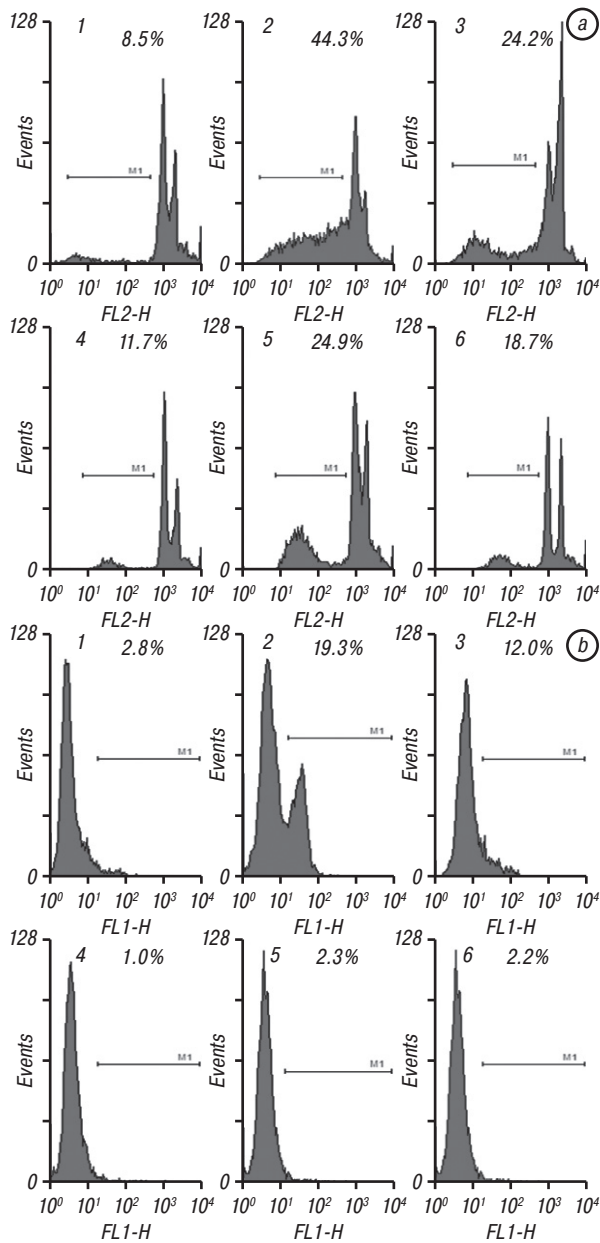 128 1 8.5% M1 Events 0 10⁰ 10¹ 10² 10³ 10⁴ FL2-H
128 2 44.3% M1 Events 0 10⁰ 10¹ 10² 10³ 10⁴ FL2-H
128 3 24.2% a M1 Events 0 10⁰ 10¹ 10² 10³ 10⁴ FL2-H
128 4 11.7% M1 Events 0 10⁰ 10¹ 10² 10³ 10⁴ FL2-H
128 5 24.9% M1 Events 0 10⁰ 10¹ 10² 10³ 10⁴ FL2-H
128 6 18.7% M1 Events 0 10⁰ 10¹ 10² 10³ 10⁴ FL2-H
128 1 2.8% M1 Events 0 10⁰ 10¹ 10² 10³ 10⁴ FL1-H
128 2 19.3% M1 Events 0 10⁰ 10¹ 10² 10³ 10⁴ FL1-H
128 3 12.0% b M1 Events 0 10⁰ 10¹ 10² 10³ 10⁴ FL1-H
128 4 1.0% M1 Events 0 10⁰ 10¹ 10² 10³ 10⁴ FL1-H
128 5 2.3% M1 Events 0 10⁰ 10¹ 10² 10³ 10⁴ FL1-H
128 6 2.2% M1 Events 0 10⁰ 10¹ 10² 10³ 10⁴ FL1-H